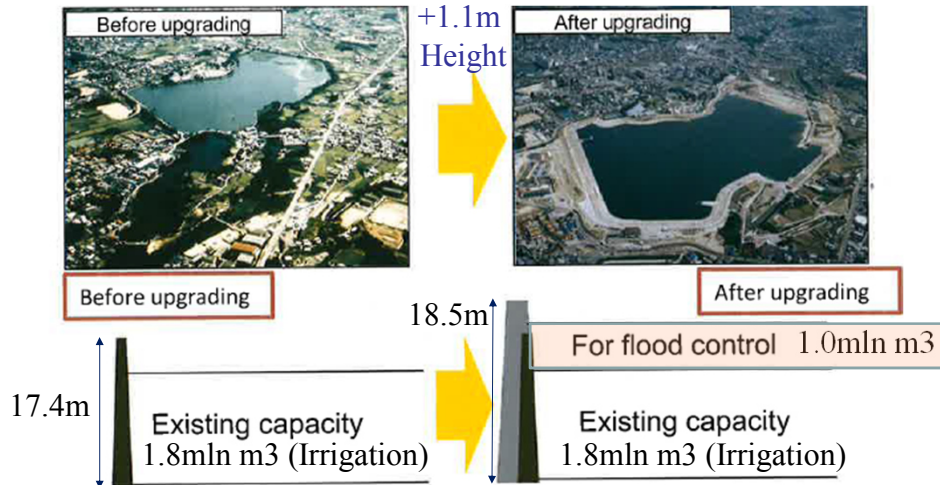 Before upgrading
+1.1m
Height
After upgrading
Before upgrading
After upgrading
17.4m
Existing capacity
1.8mln m3 (Irrigation)
18.5m
For flood control 1.0mln m3
Existing capacity
1.8mln m3 (Irrigation)